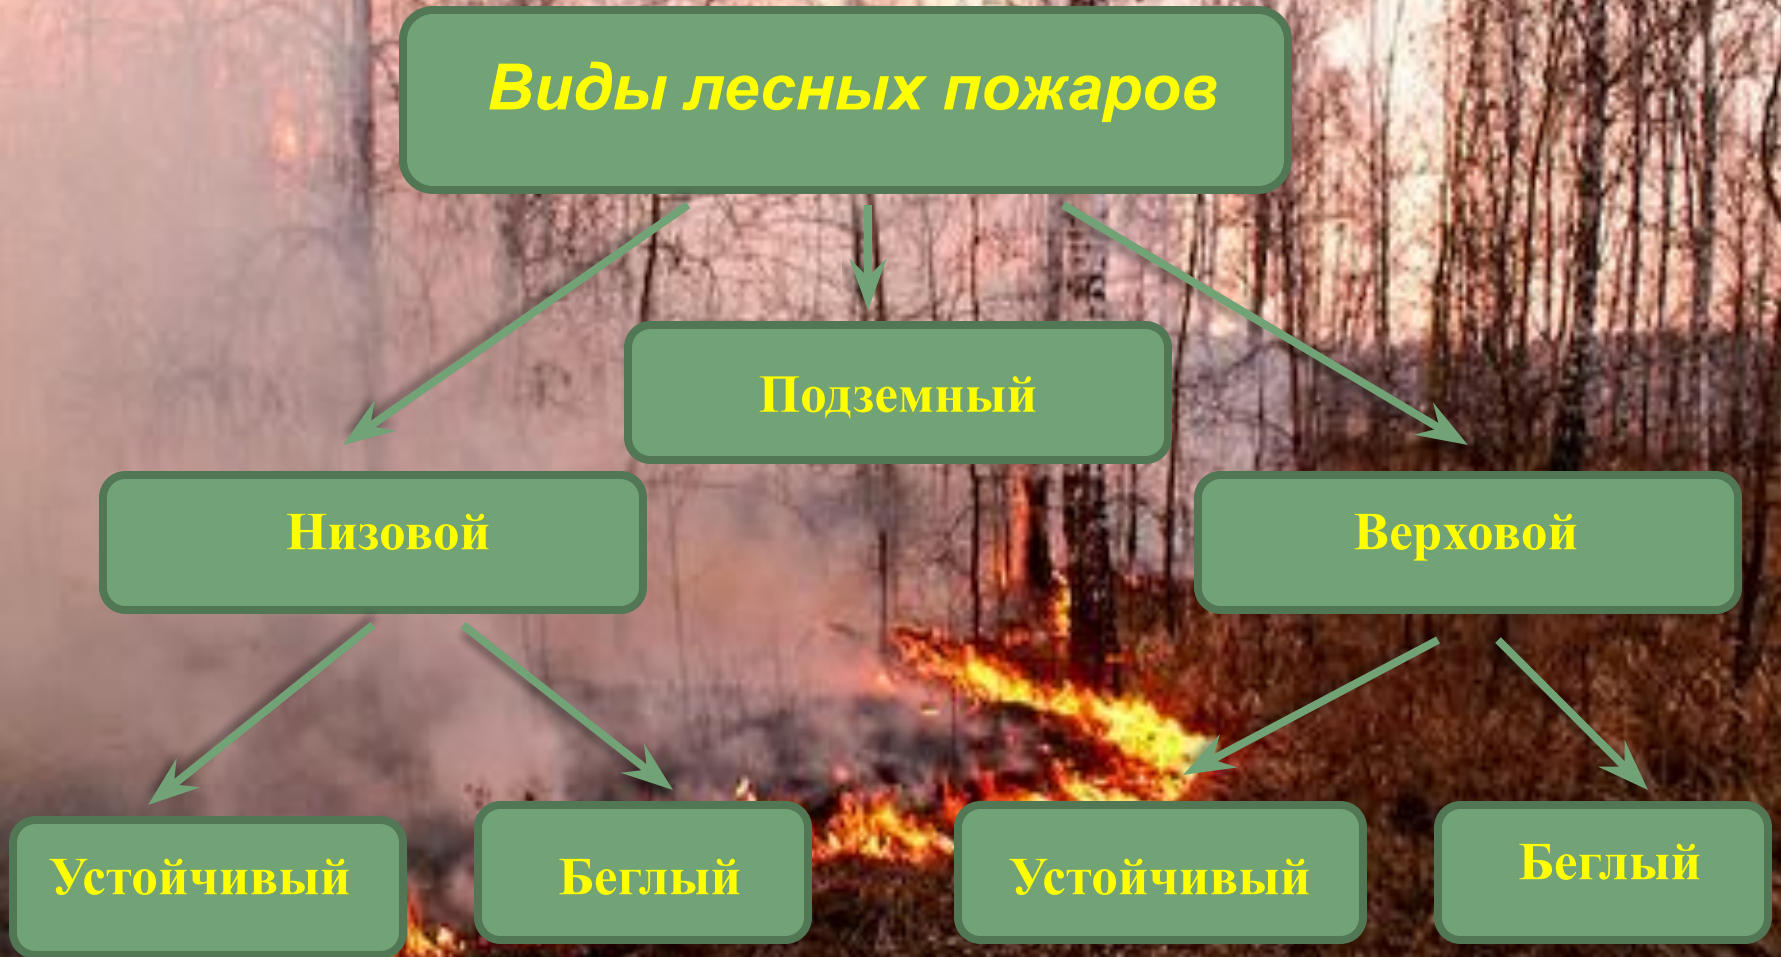 Виды лесных пожаров
Подземный
Низовой
Верховой
Устойчивый
Беглый
Устойчивый
Беглый